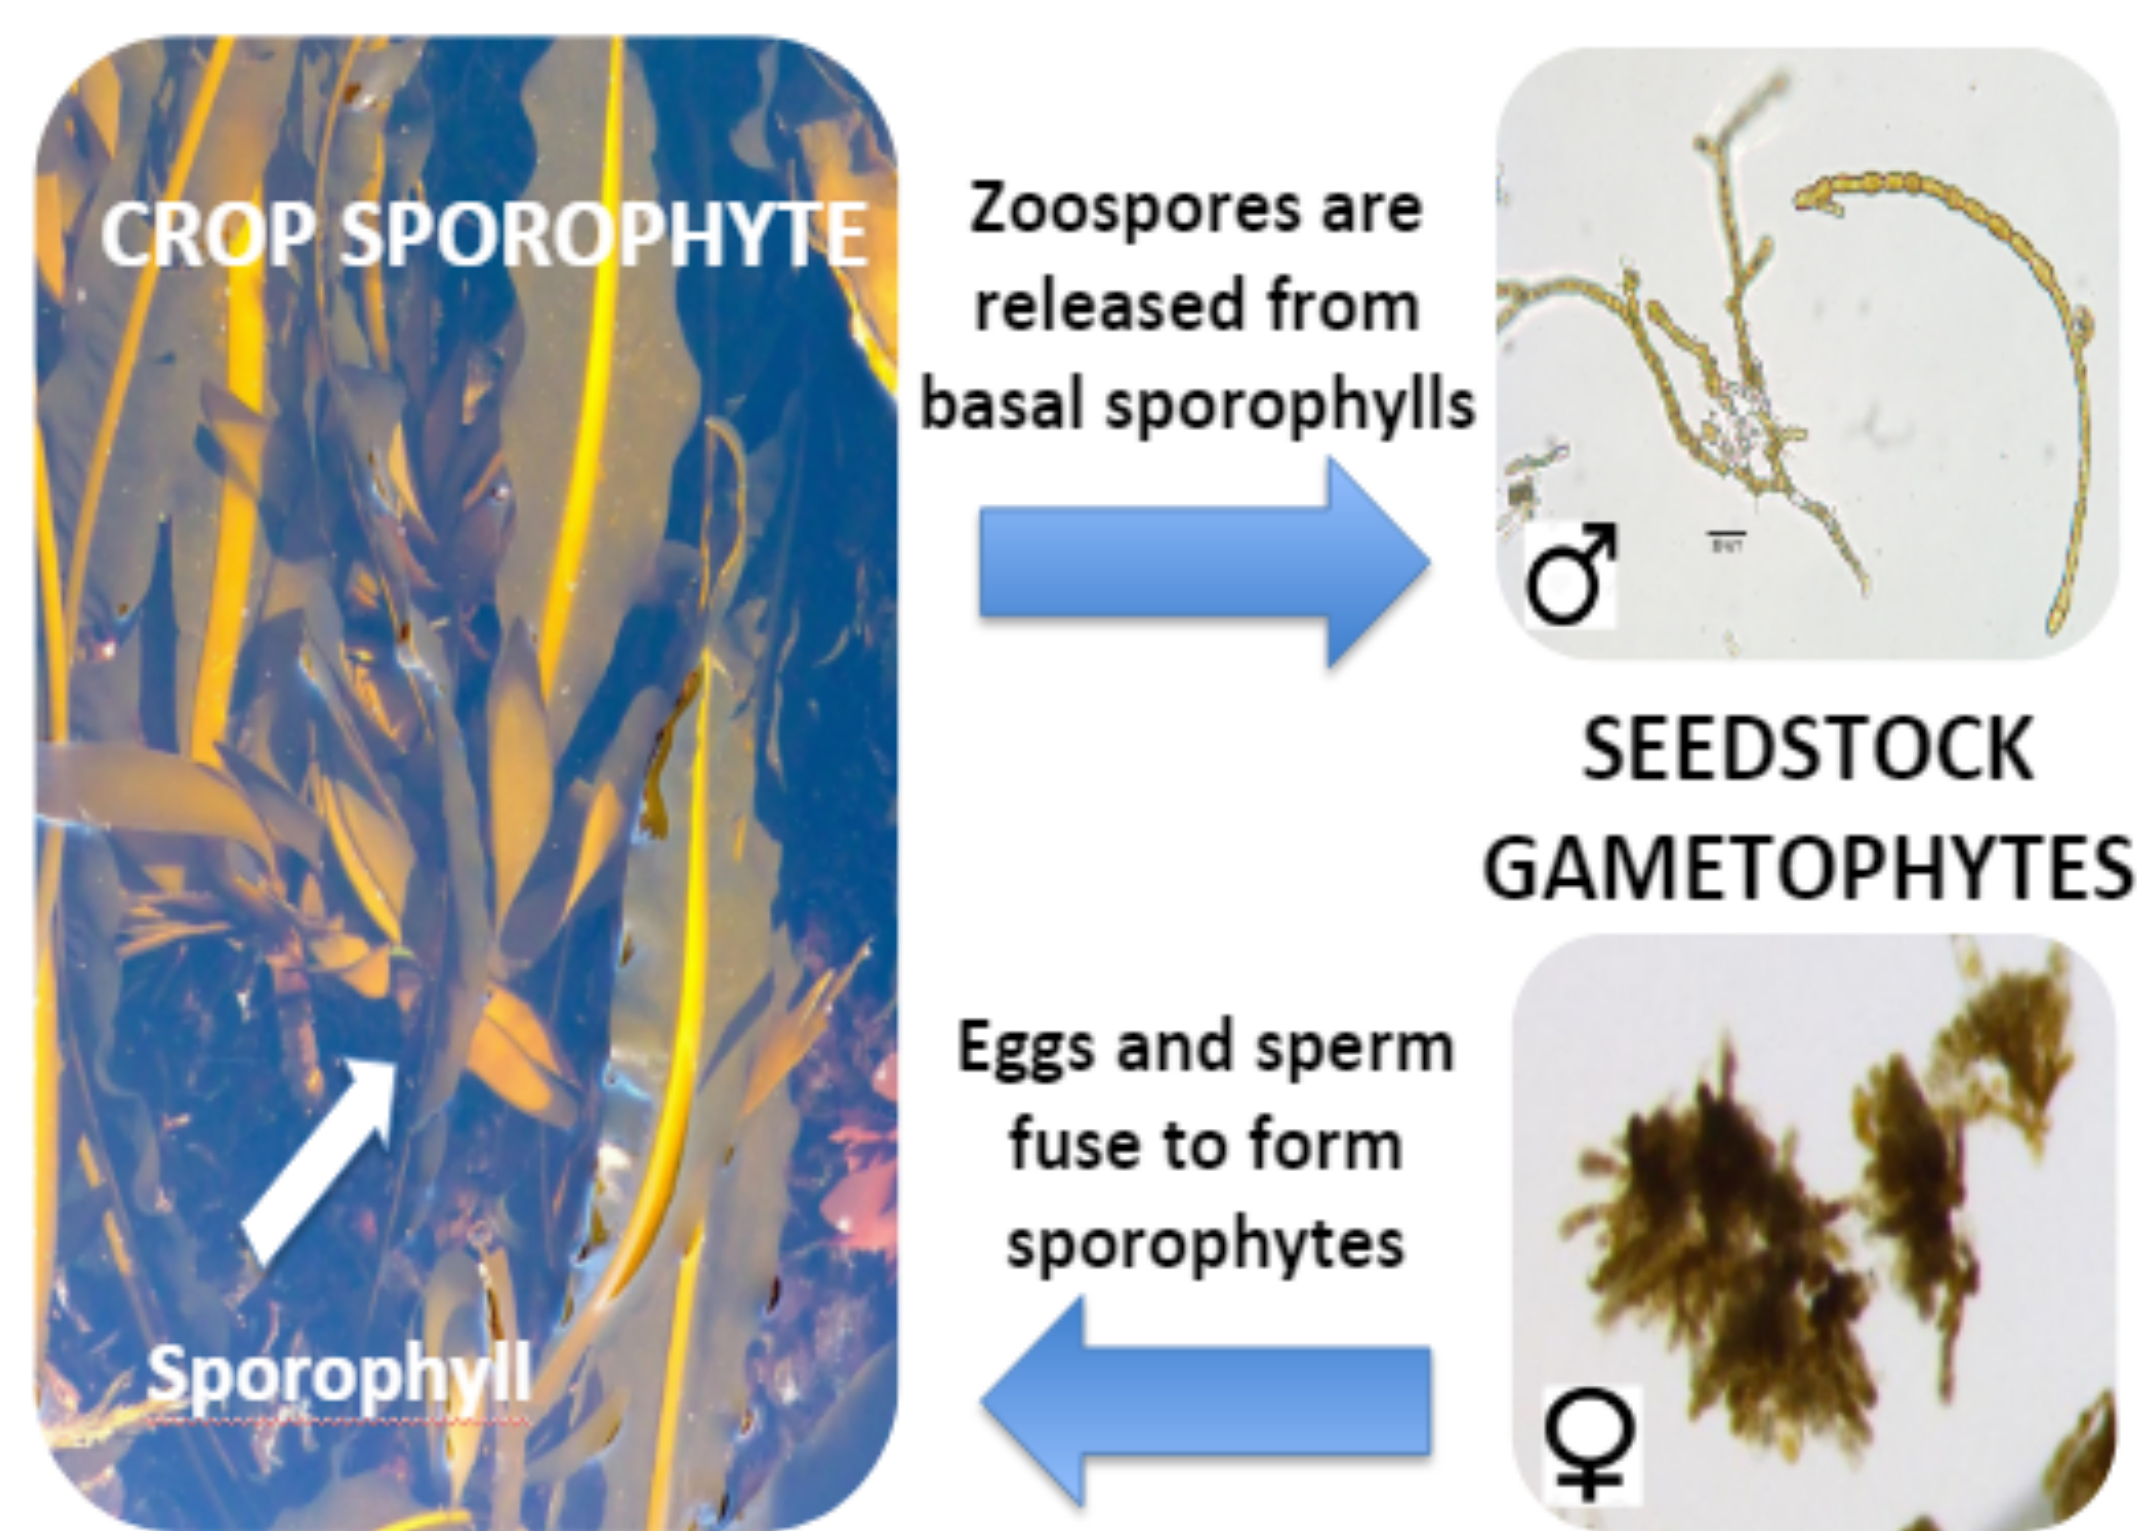 CROP SPOROPHYTE
Zoospores are
released from
basal sporophylls
SEEDSTOCK
GAMETOPHYTES
Eggs and sperm
fuse to form
sporophytes
Sporophyll